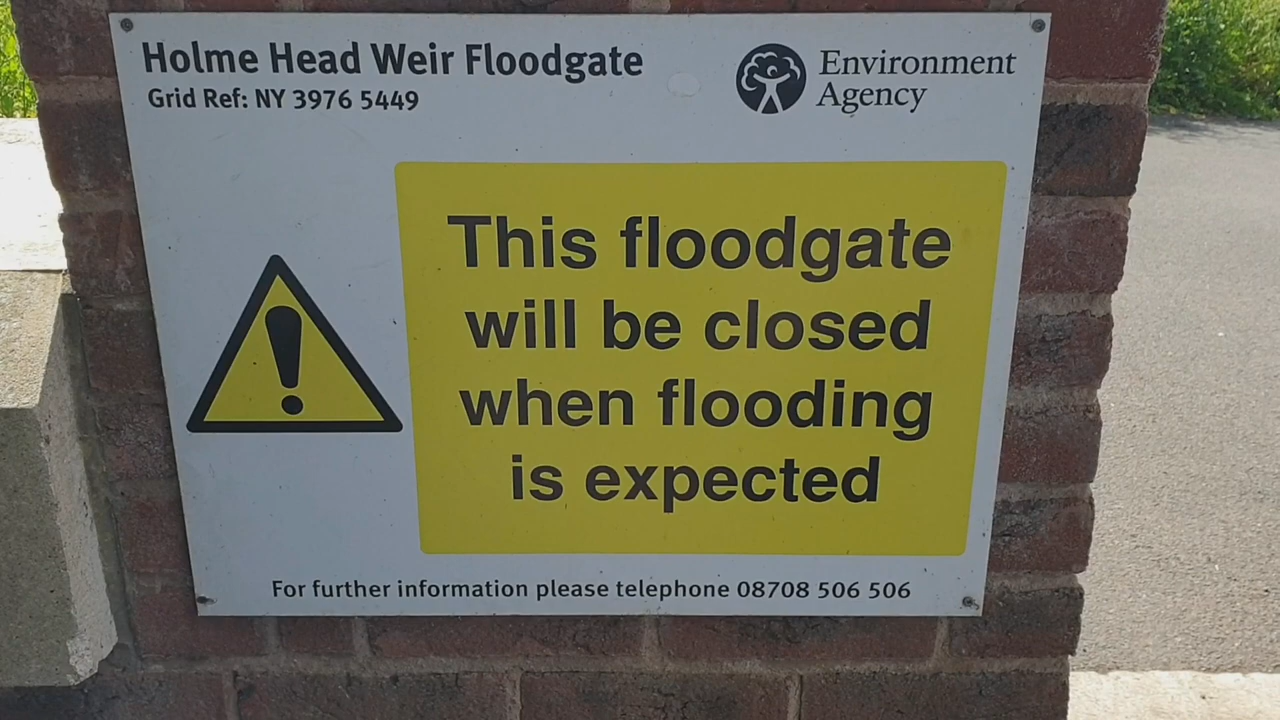 Holme Head Weir Floodgate
Grid Ref: NY 3976 5449
Environment
Agency
This floodgate
will be closed
when flooding
is expected
For further information please telephone 08708 506 506